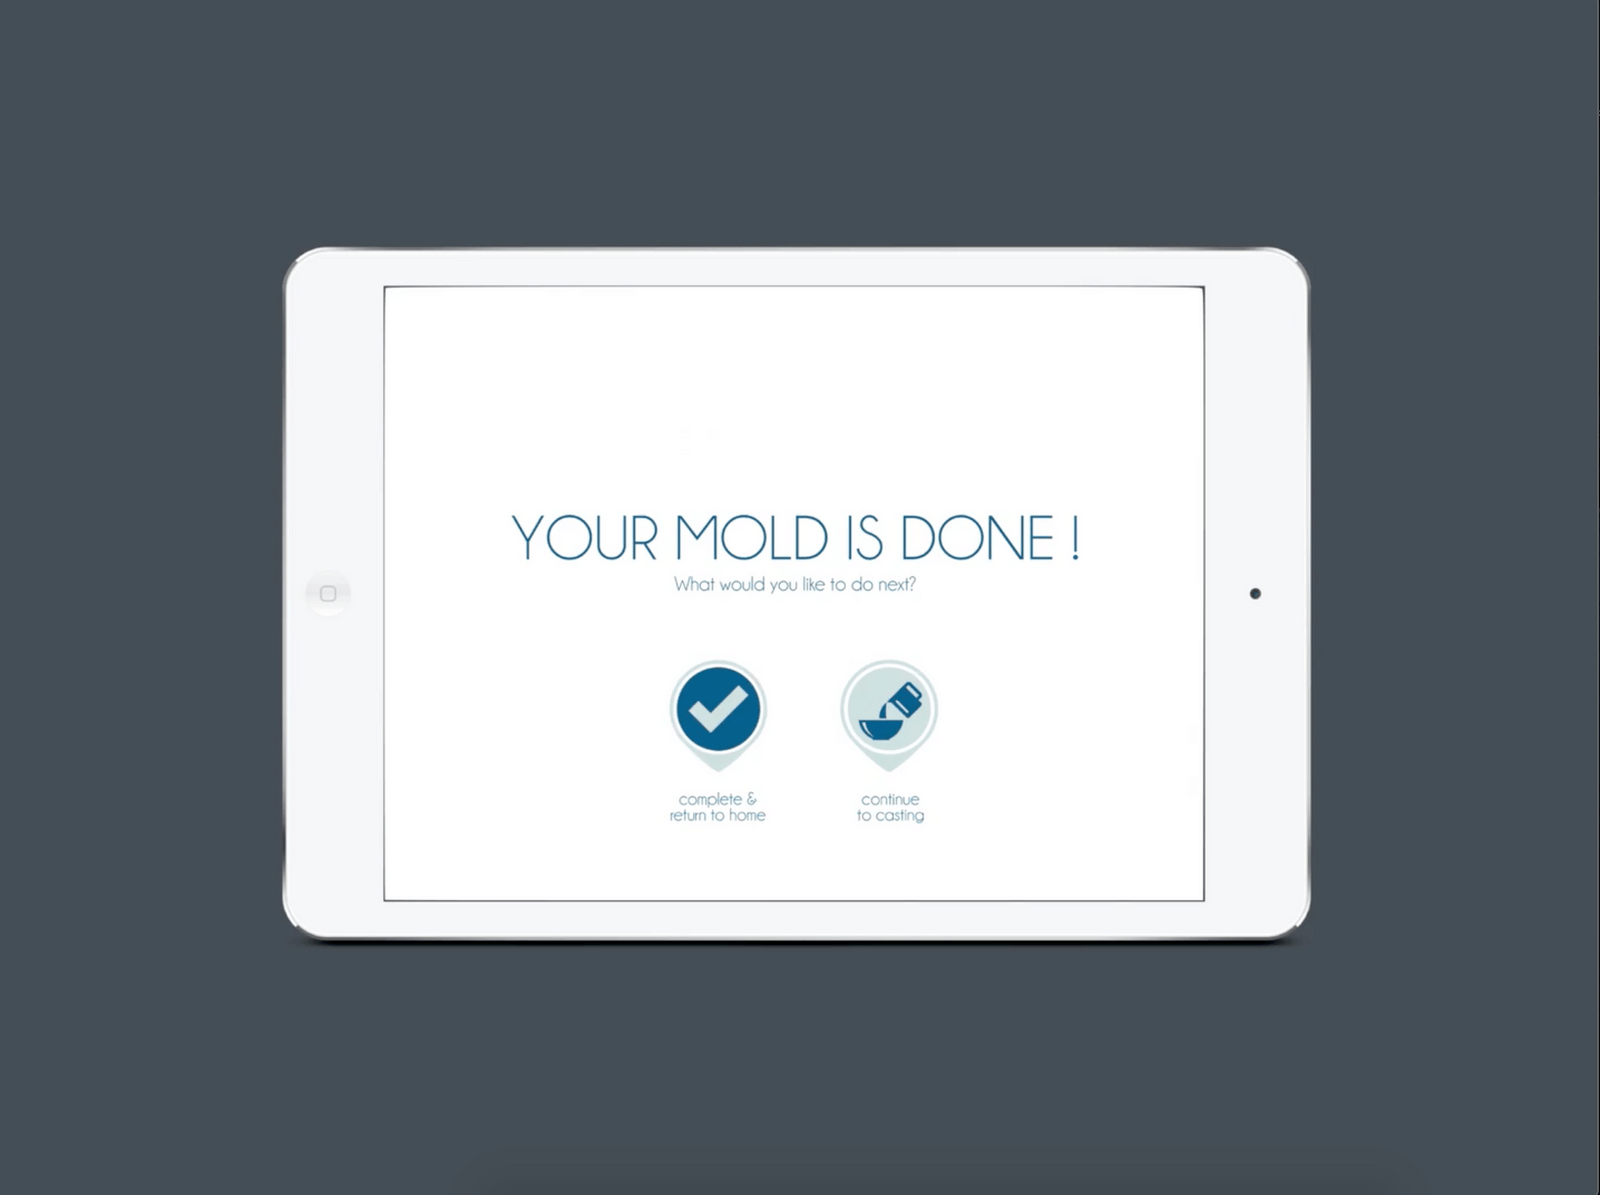 YOUR MOLD IS DONE !
What would you like to do next?
complete &
return to home
continue
to casting